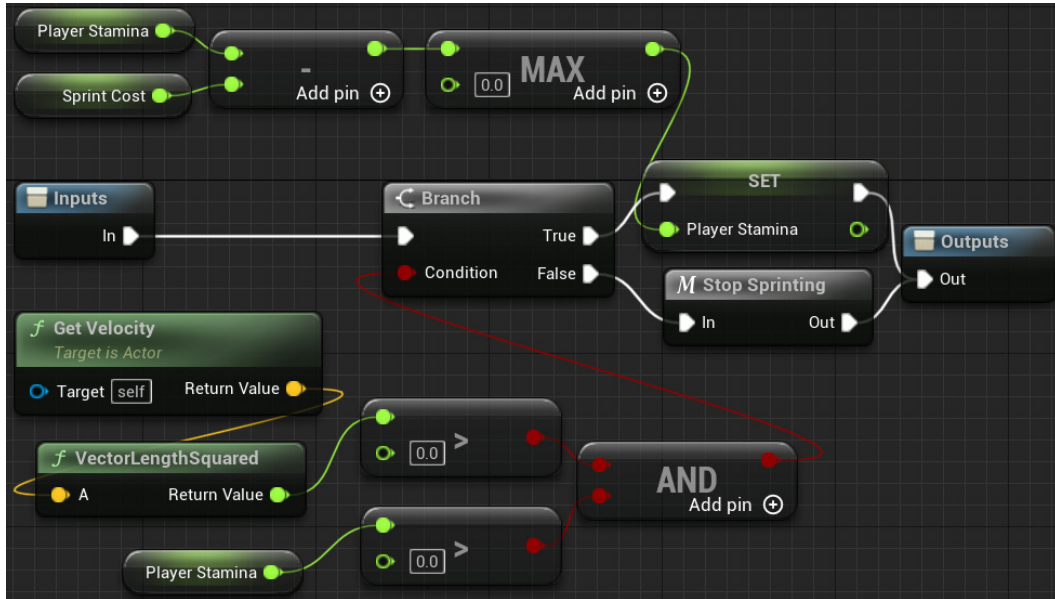 Player Stamina
Sprint Cost
-
Add pin
0.0
MAX
Add pin
Inputs
In
Branch
True
Condition
False
SET
Player Stamina
M Stop Sprinting
In
Out
Outputs
Out
f Get Velocity
Target is Actor
Target self
Return Value
f VectorLengthSquared
A
Return Value
0.0 >
Player Stamina
0.0 >
AND
Add pin